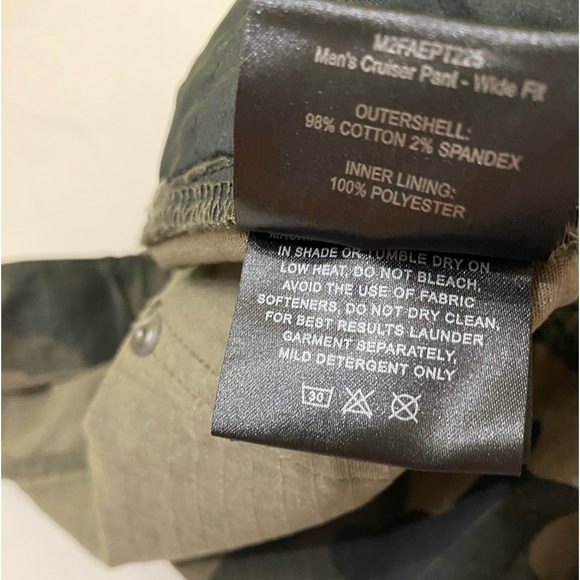 M2FAEPT225
Men's Cruiser Pant - Wide Fit
OUTERSHELL:
98% COTTON 2% SPANDEX
INNER LINING:
100% POLYESTER
IN SHADE OR TUMBLE DRY ON
LOW HEAT, DO NOT BLEACH,
AVOID THE USE OF FABRIC
SOFTENERS, DO NOT DRY CLEAN,
FOR BEST RESULTS LAUNDER
GARMENT SEPARATELY,
MILD DETERGENT ONLY
30